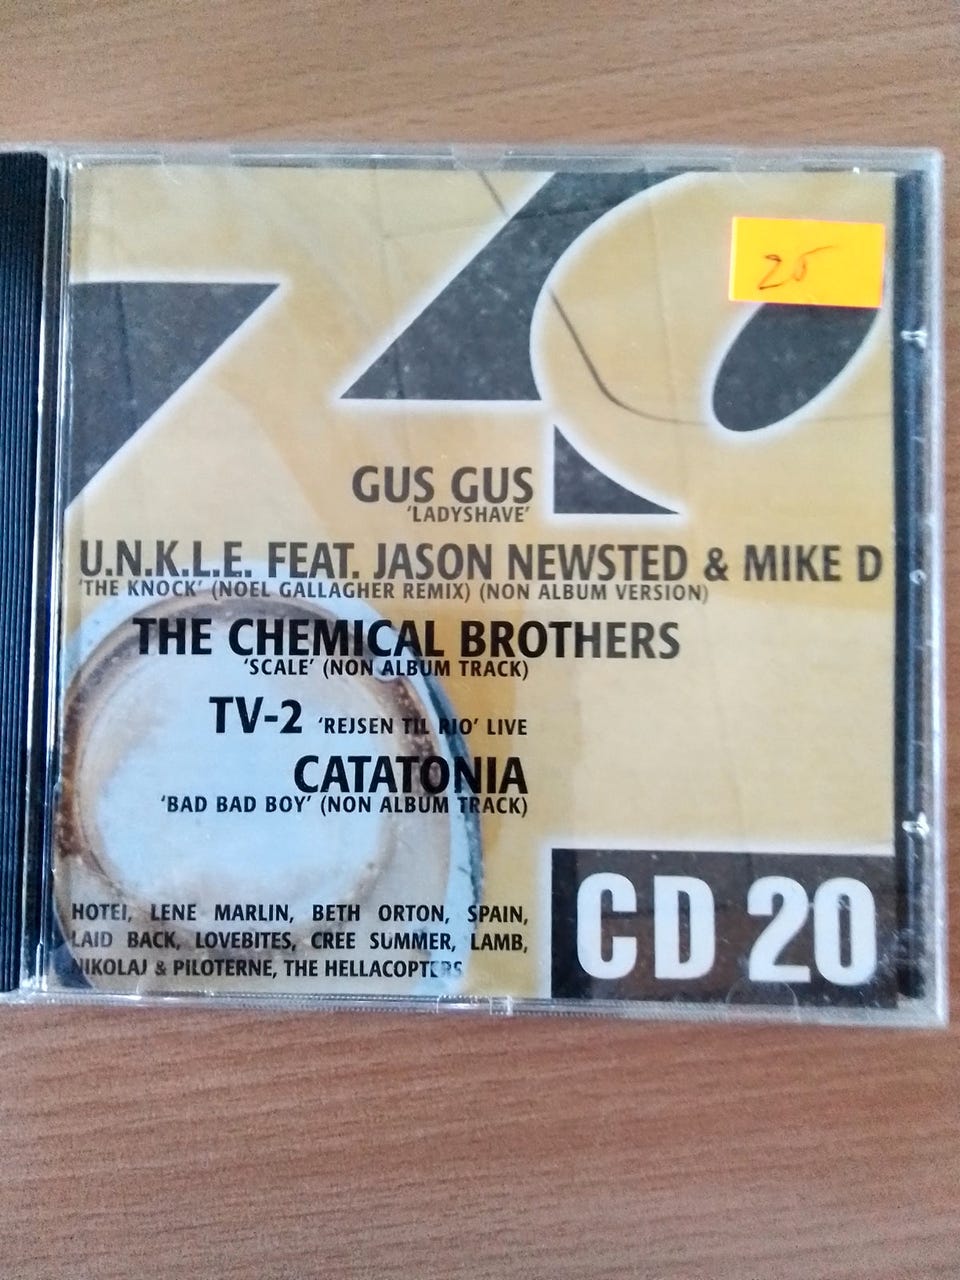 25
GUS GUS
'LADYSHAVE'
U.N.K.L.E. FEAT. JASON NEWSTED & MIKE D
'THE KNOCK' (NOEL GALLAGHER REMIX) (NON ALBUM VERSION)
THE CHEMICAL BROTHERS
'SCALE' (NON ALBUM TRACK)
TV-2 'REJSEN TIL RIO' LIVE
CATATONIA
'BAD BAD BOY' (NON ALBUM TRACK)
HOTEI, LENE MARLIN, BETH ORTON, SPAIN,
LAID BACK, LOVEBITES, CREE SUMMER, LAMB,
NIKOLAJ & PILOTERNE, THE HELLACOPTERS
CD 20